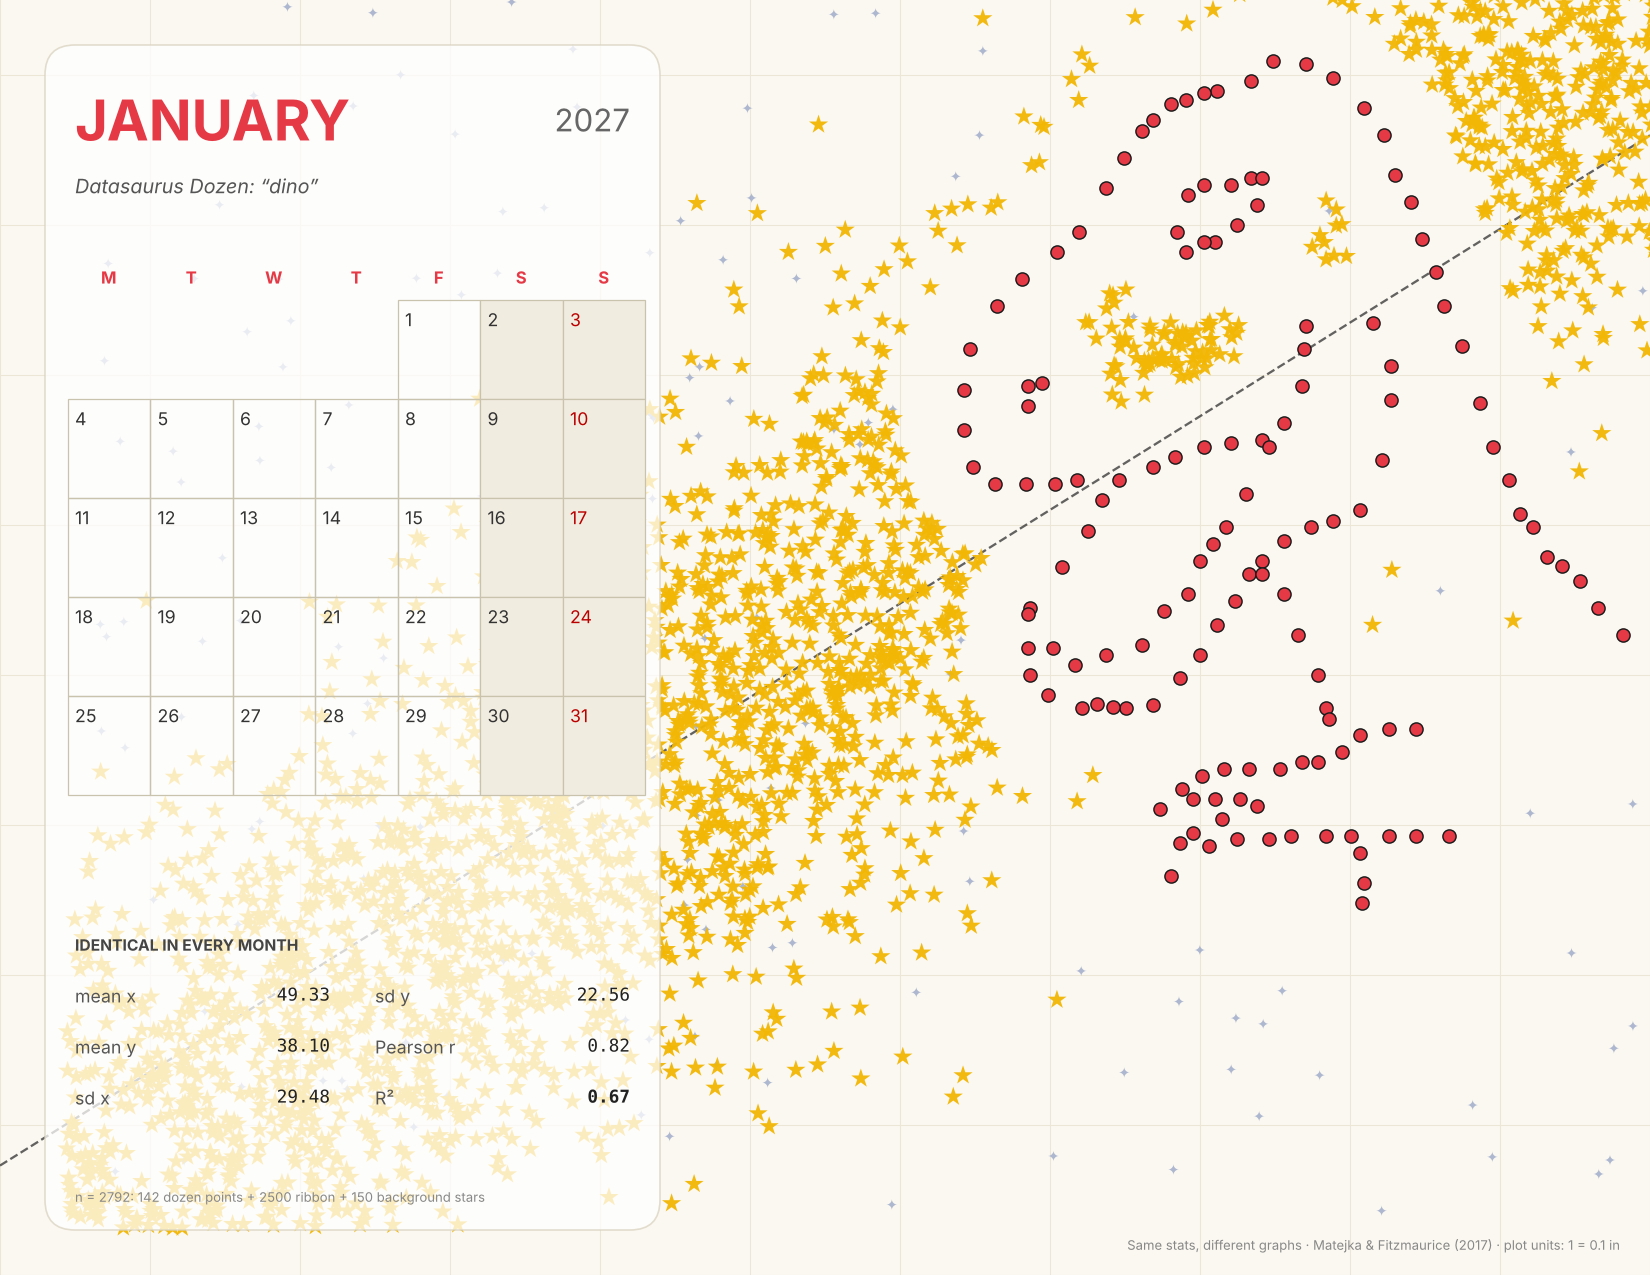 JANUARY 2027
Datasaurus Dozen: “dino”
M T W T F S S
1 2 3
4 5 6 7 8 9 10
11 12 13 14 15 16 17
18 19 20 21 22 23 24
25 26 27 28 29 30 31
IDENTICAL IN EVERY MONTH
mean x 49.33 sd y 22.56
mean y 38.10 Pearson r 0.82
sd x 29.48 R² 0.67
n = 2792: 142 dozen points + 2500 ribbon + 150 background stars
Same stats, different graphs · Matejka & Fitzmaurice (2017) · plot units: 1 = 0.1 in